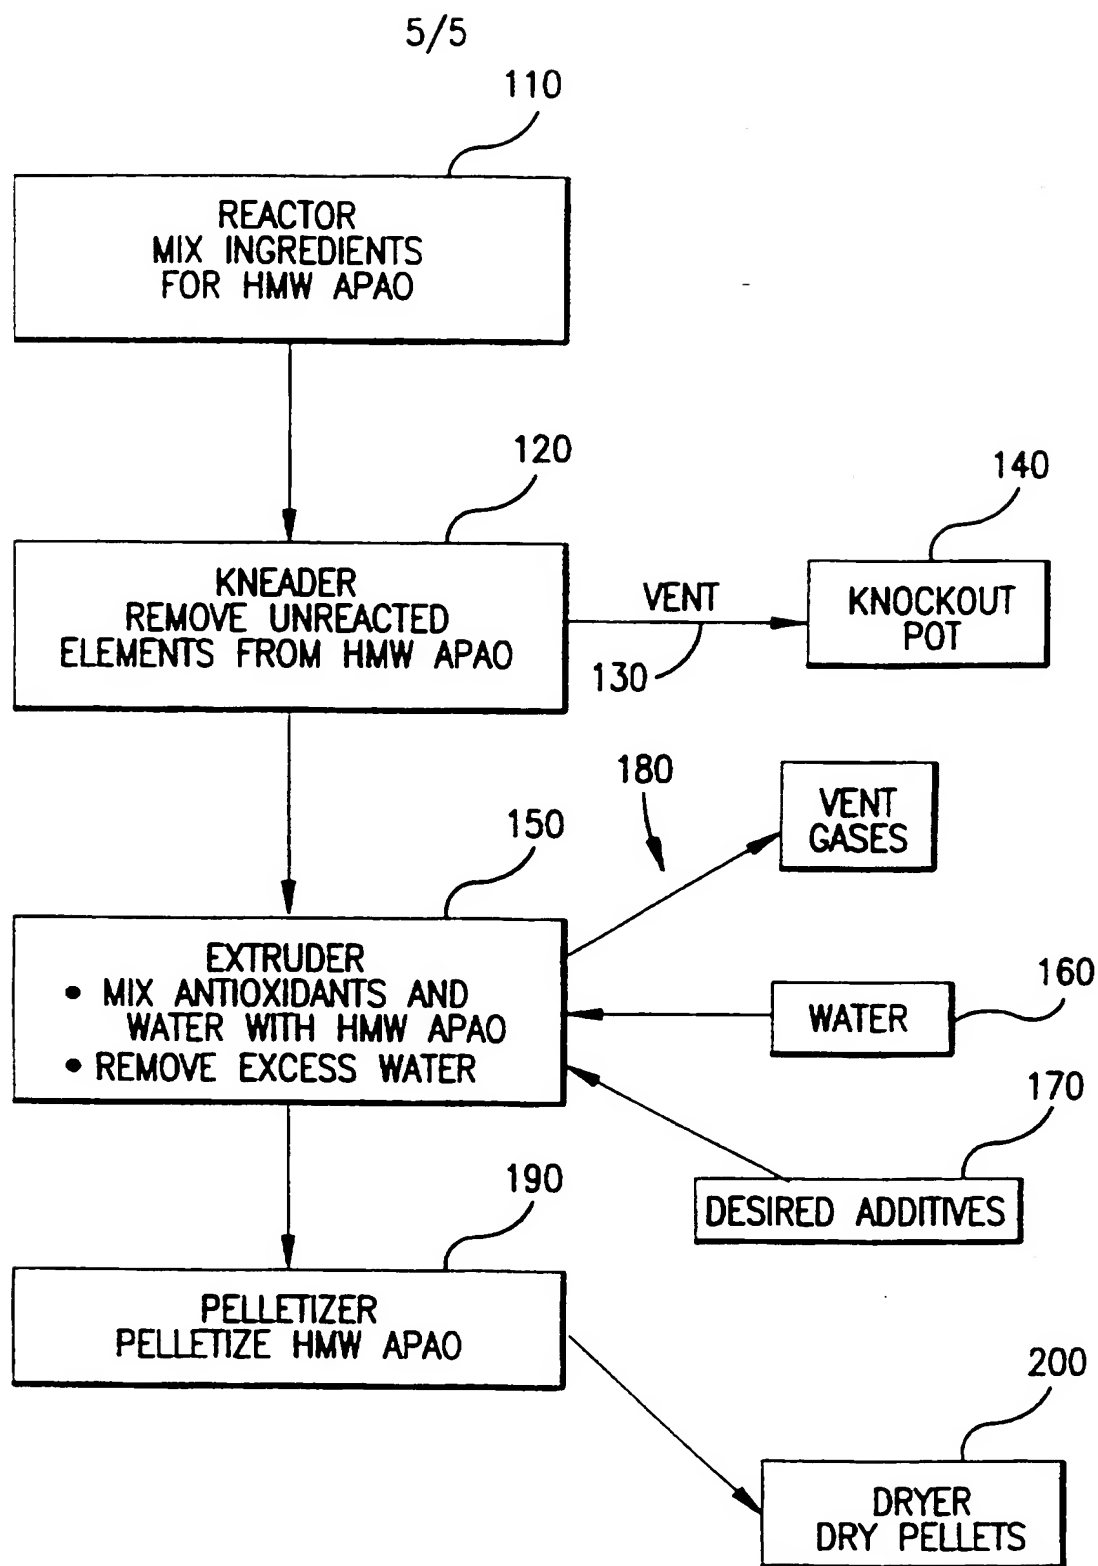 5/5
110
REACTOR
MIX INGREDIENTS
FOR HMW APAO
120
KNEADER
REMOVE UNREACTED
ELEMENTS FROM HMW APAO
VENT
130
140
KNOCKOUT
POT
180
VENT
GASES
150
EXTRUDER
• MIX ANTIOXIDANTS AND
WATER WITH HMW APAO
• REMOVE EXCESS WATER
WATER
160
170
DESIRED ADDITIVES
190
PELLETIZER
PELLETIZE HMW APAO
200
DRYER
DRY PELLETS